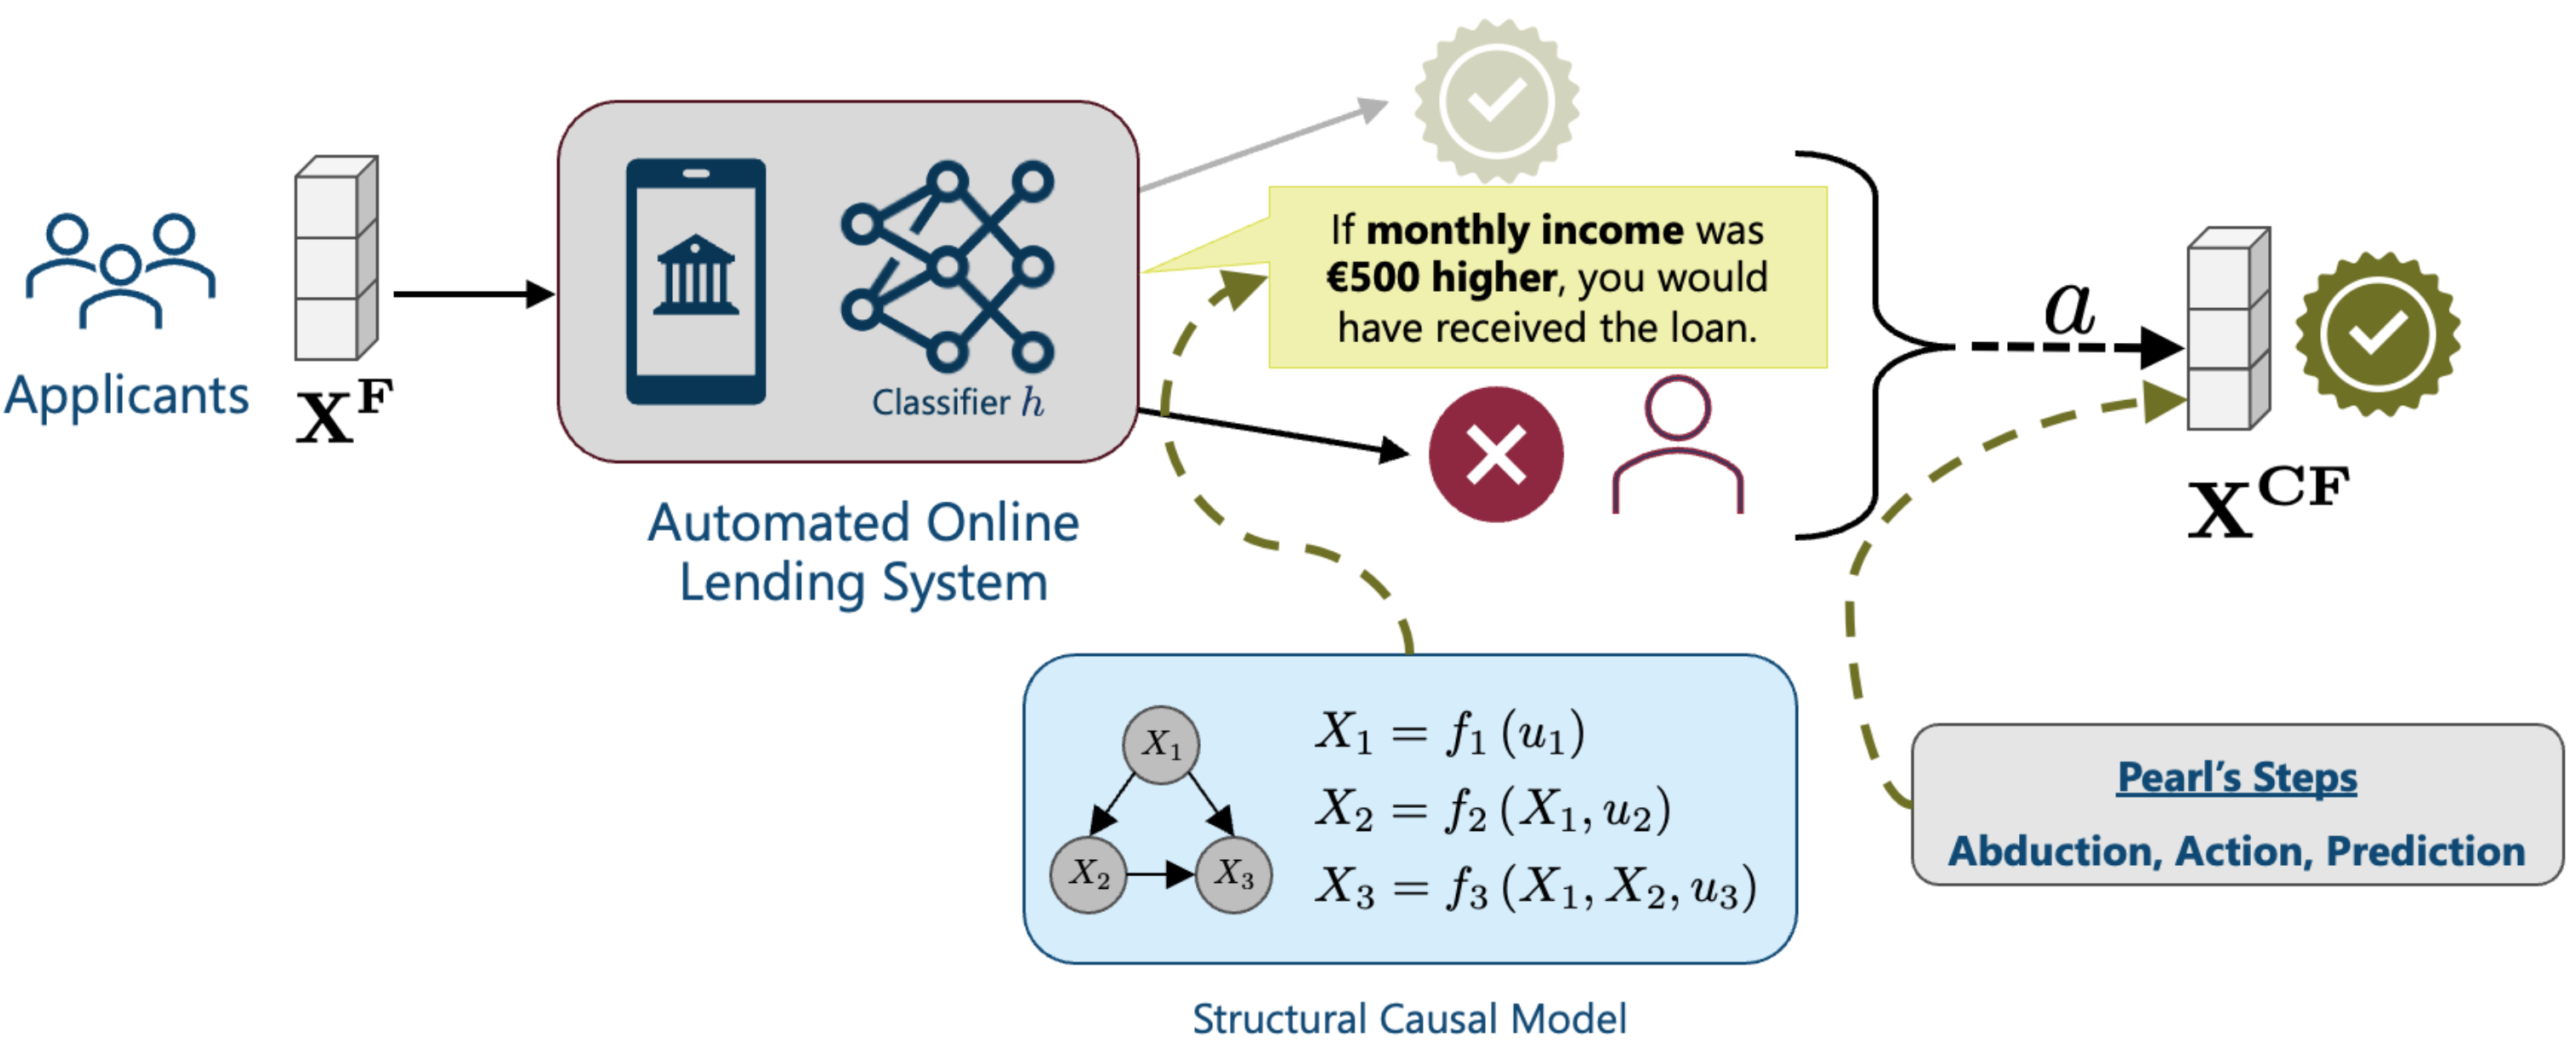 Applicants
X^F
Classifier h
Automated Online
Lending System
If monthly income was
€500 higher, you would
have received the loan.
a
X^CF
X_1
X_2
X_3
X_1 = f_1 (u_1)
X_2 = f_2 (X_1, u_2)
X_3 = f_3 (X_1, X_2, u_3)
Structural Causal Model
Pearl's Steps
Abduction, Action, Prediction